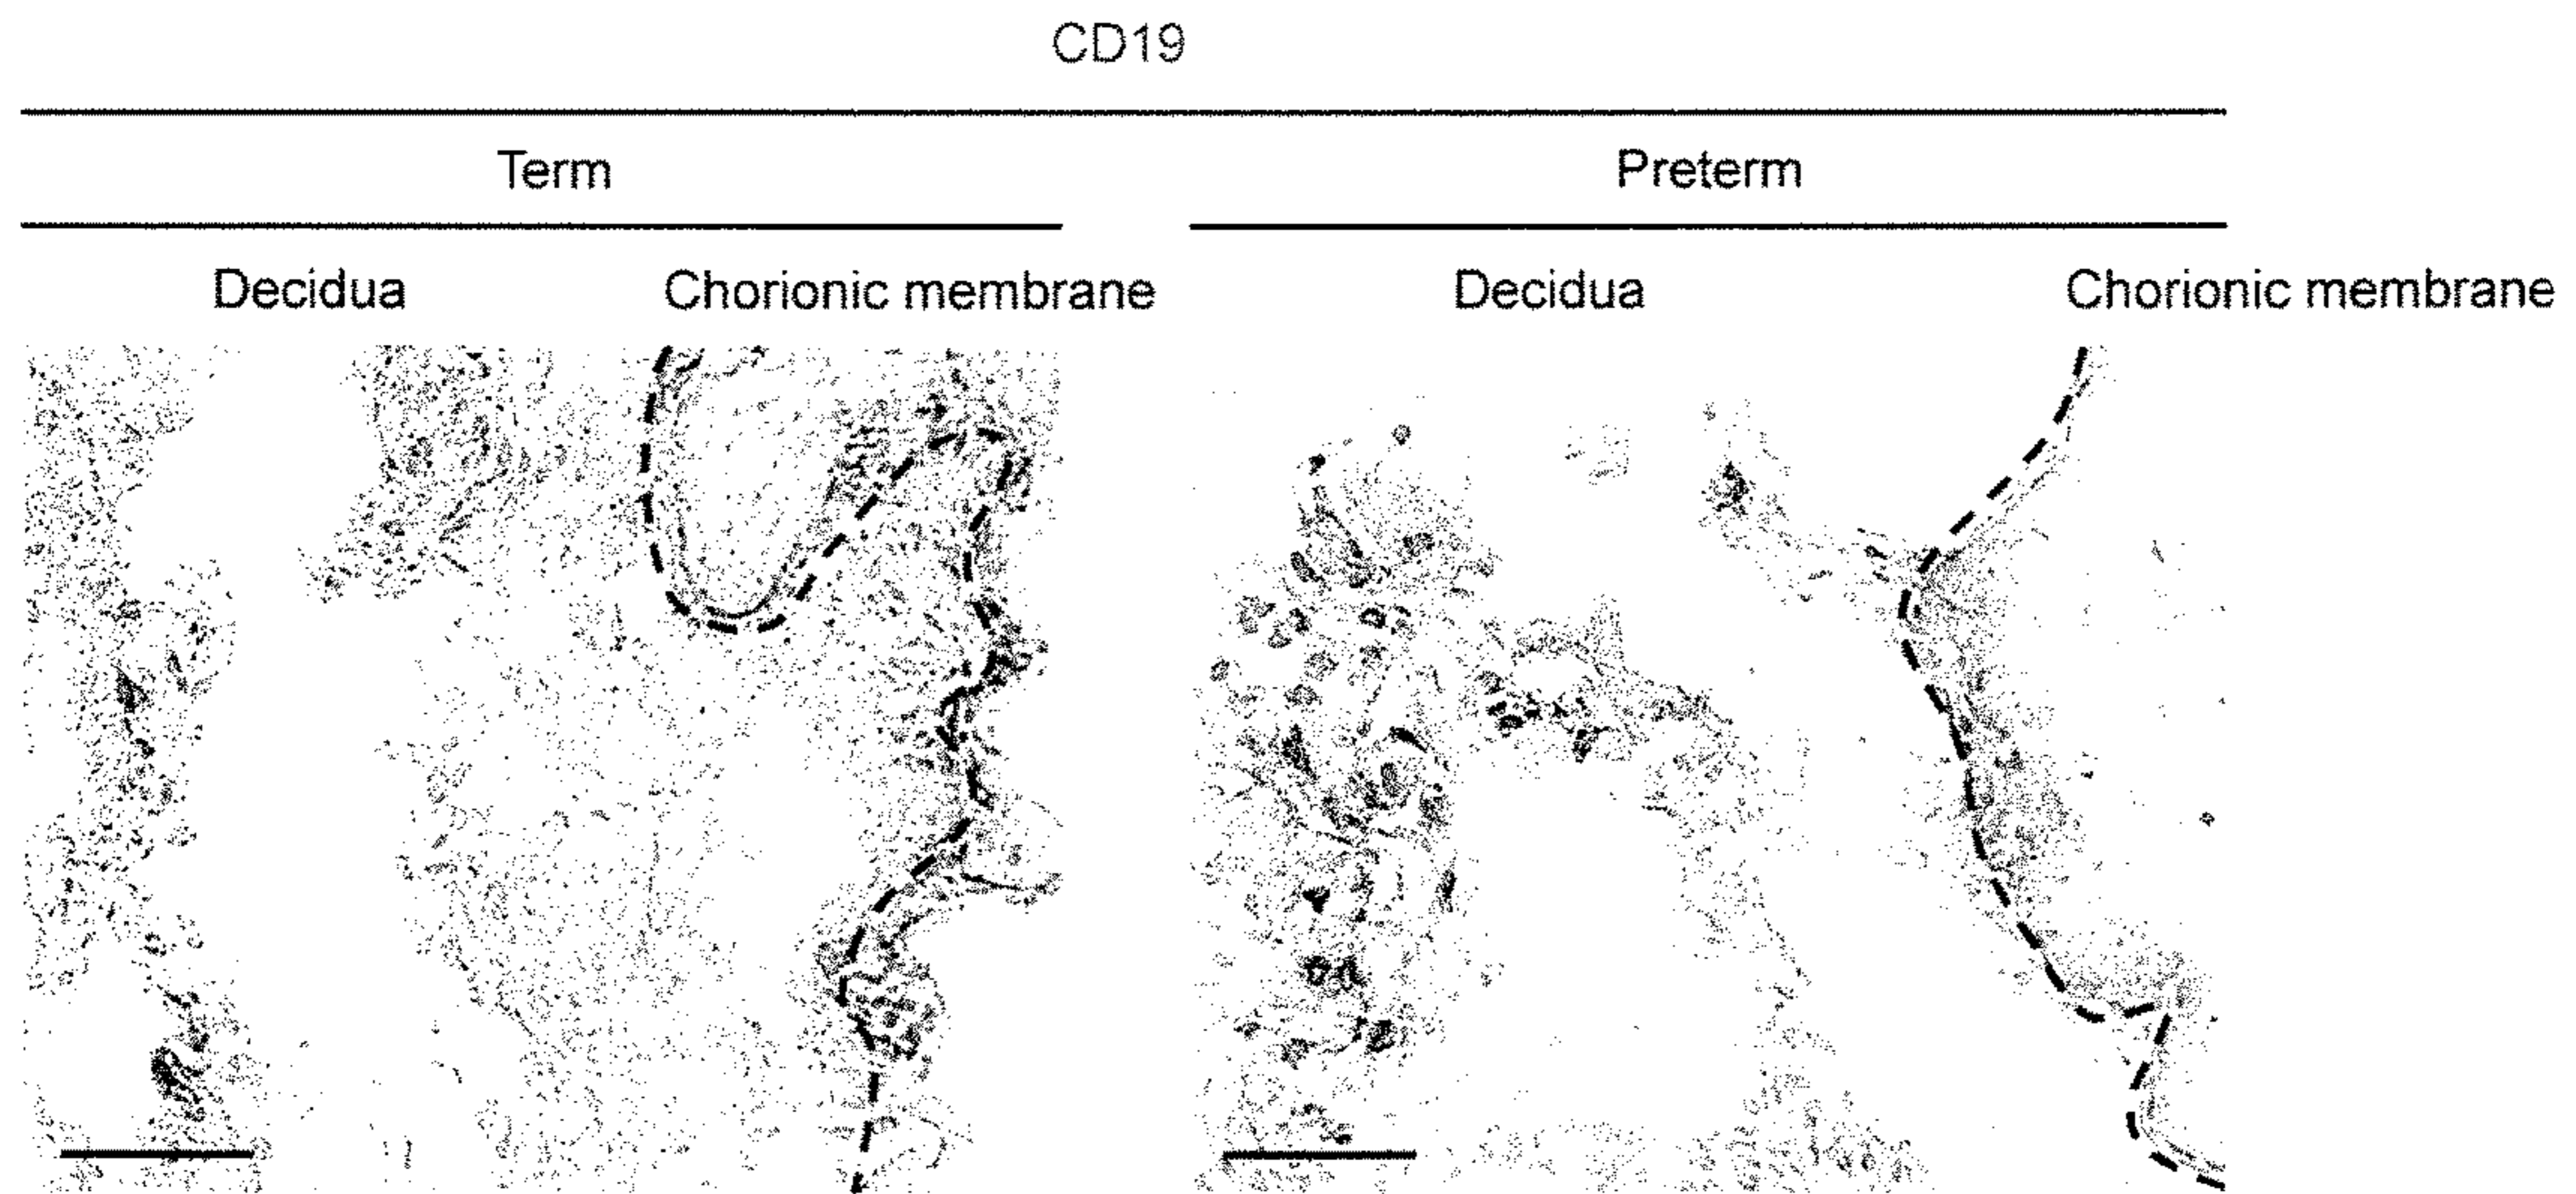 CD19
Term Preterm
Decidua Chorionic membrane Decidua Chorionic membrane